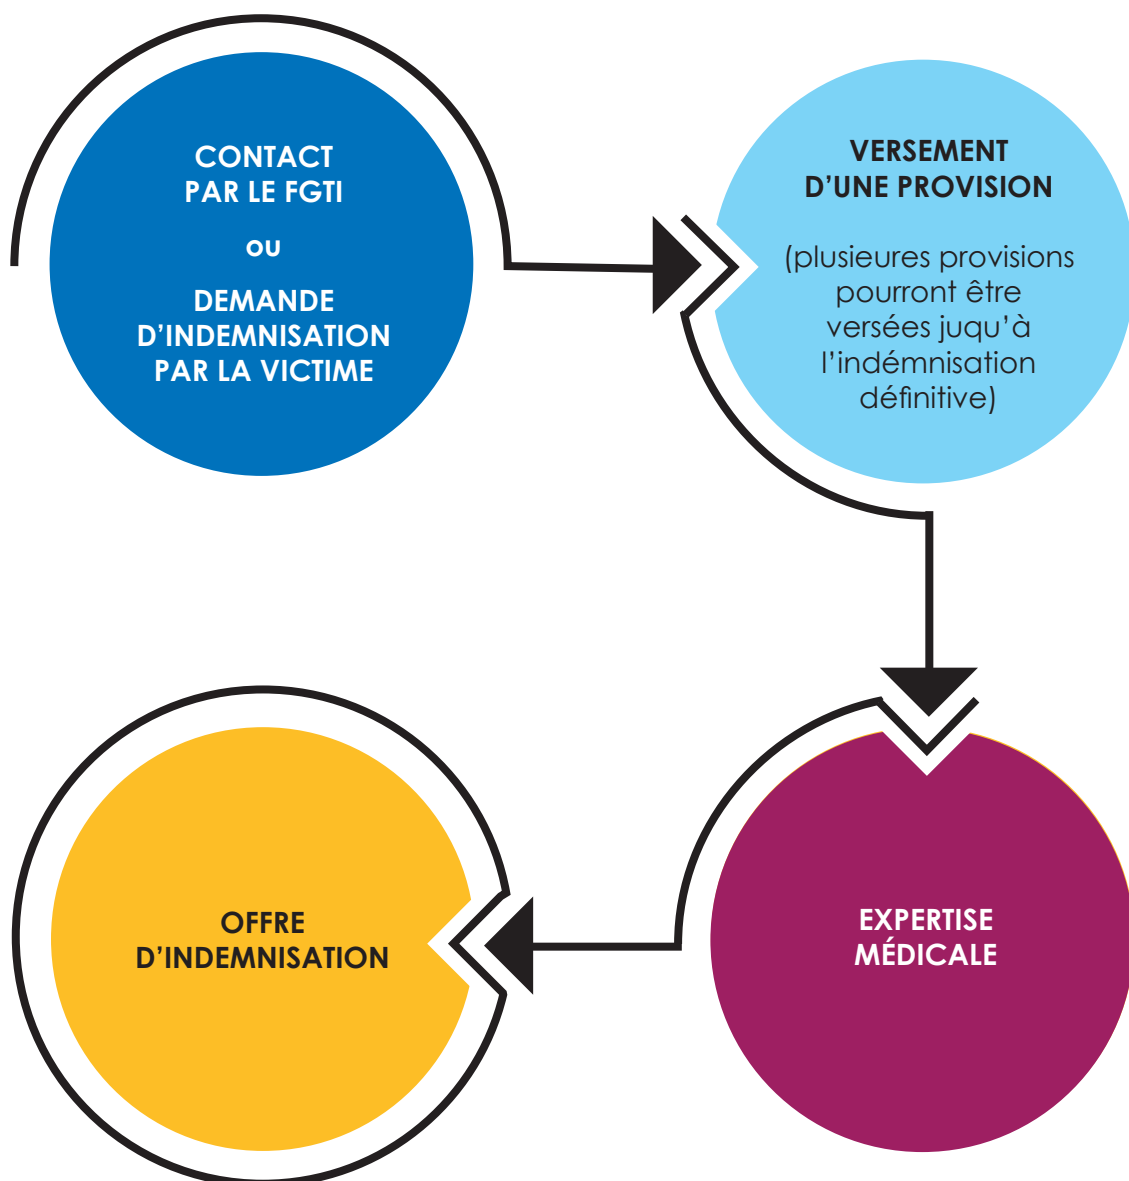 CONTACT
PAR LE FGTI
ou
DEMANDE
D’INDEMNISATION
PAR LA VICTIME
VERSEMENT
D’UNE PROVISION
(plusieures provisions
pourront être
versées juqu’à
l’indémnisation
définitive)
EXPERTISE
MÉDICALE
OFFRE
D’INDEMNISATION